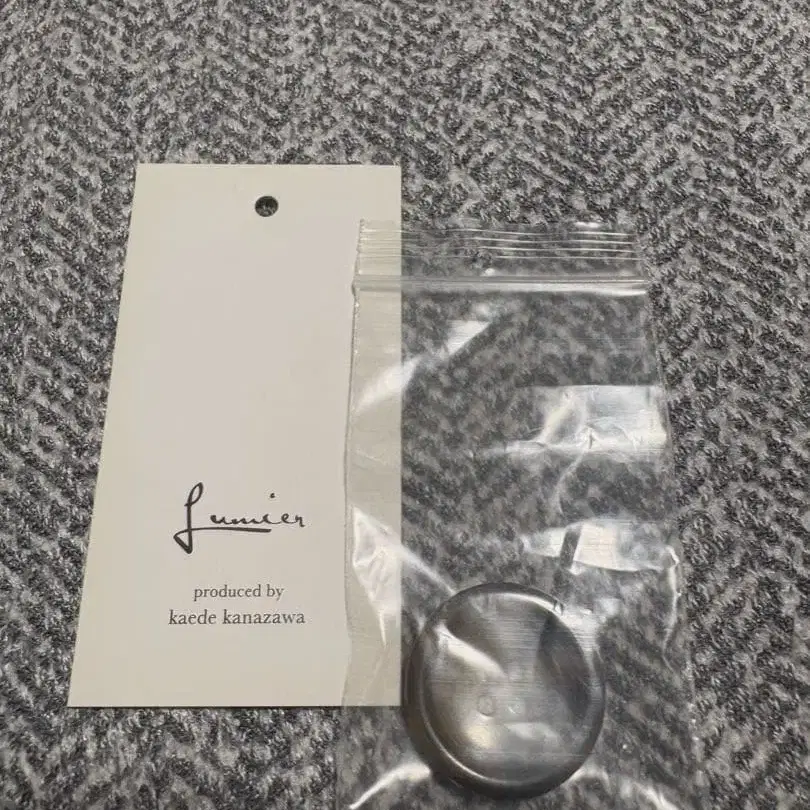 Lumier
produced by
kaede kanazawa